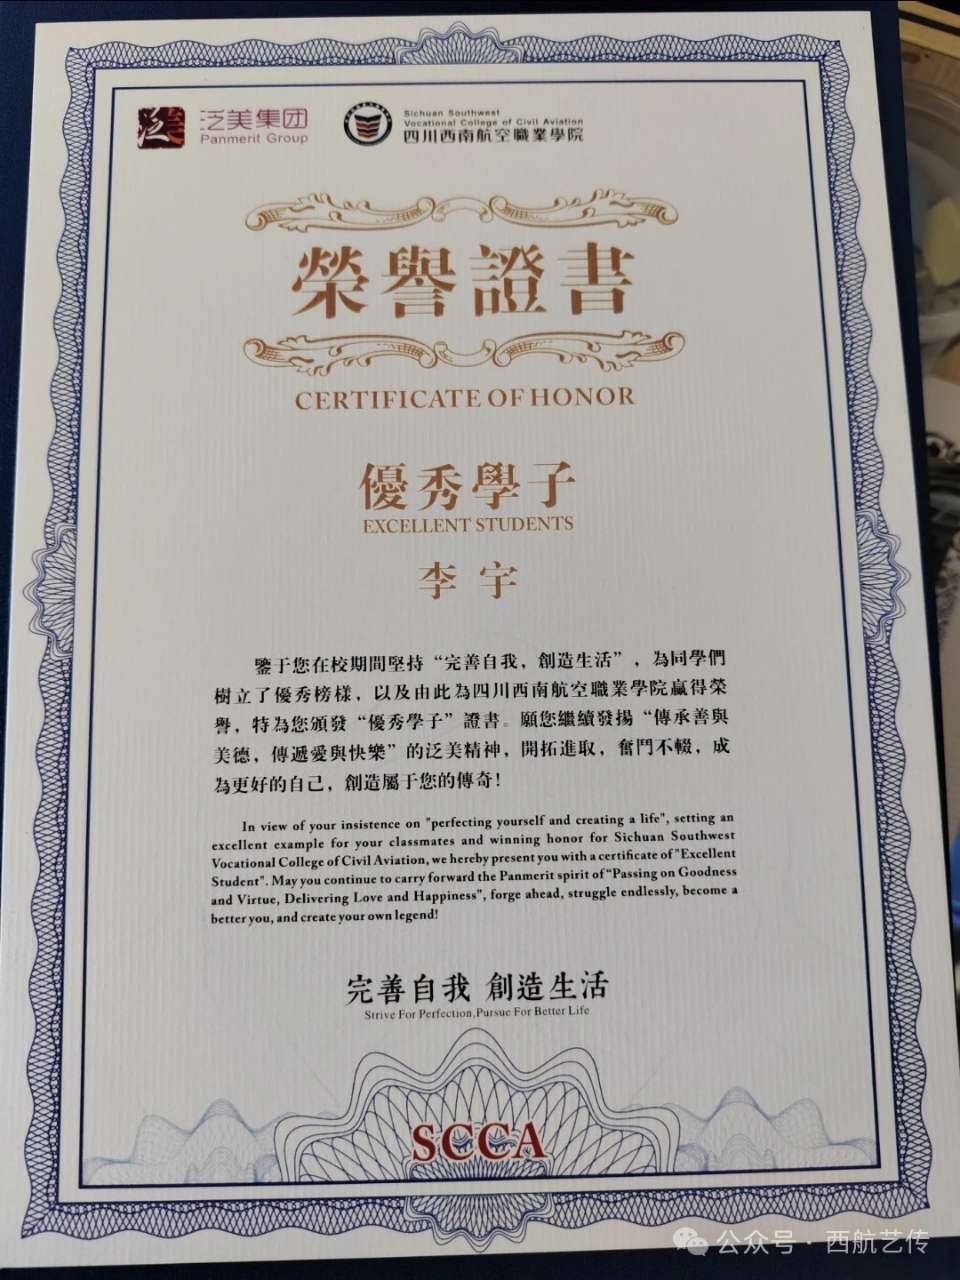 泛美集团
Panmerit Group
Sichuan Southwest
Vocational College of Civil Aviation
四川西南航空職業學院
榮譽證書
CERTIFICATE OF HONOR
優秀學子
EXCELLENT STUDENTS
李宇
鑒于您在校期間堅持“完善自我，創造生活”，為同學們
樹立了優秀榜樣，以及由此為四川西南航空職業學院贏得榮
譽，特為您頒發“優秀學子”證書。願您繼續發揚“傳承善與
美德，傳遞愛與快樂”的泛美精神，開拓進取，奮鬥不輟，成
為更好的自己，創造屬于您的傳奇！
In view of your insistence on "perfecting yourself and creating a life", setting an
excellent example for your classmates and winning honor for Sichuan Southwest
Vocational College of Civil Aviation, we hereby present you with a certificate of "Excellent
Student". May you continue to carry forward the Panmerit spirit of “Passing on Goodness
and Virtue, Delivering Love and Happiness”, forge ahead, struggle endlessly, become a
better you, and create your own legend!
完善自我 創造生活
Strive For Perfection,Pursue For Better Life
SCCA
公众号·西航艺传